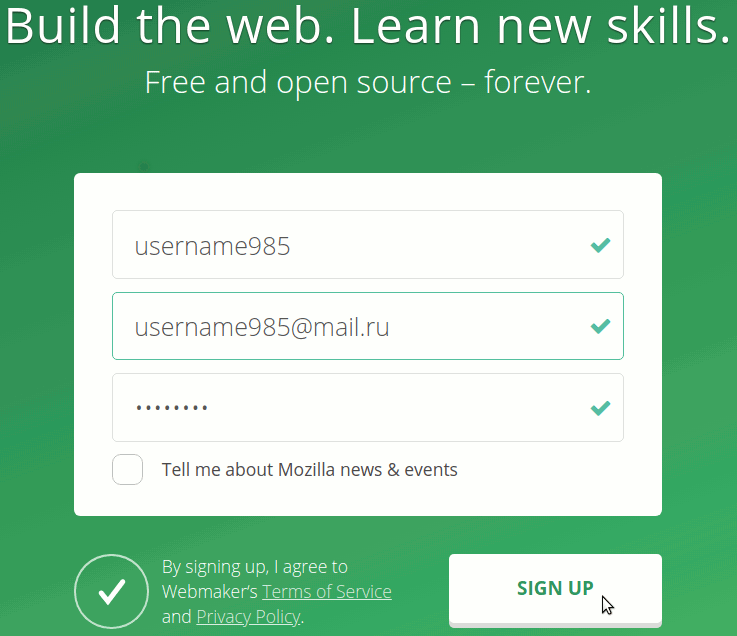 Build the web. Learn new skills.
Free and open source – forever.
username985
username985@mail.ru
••••••••
Tell me about Mozilla news & events
By signing up, I agree to
Webmaker's Terms of Service
and Privacy Policy.
SIGN UP